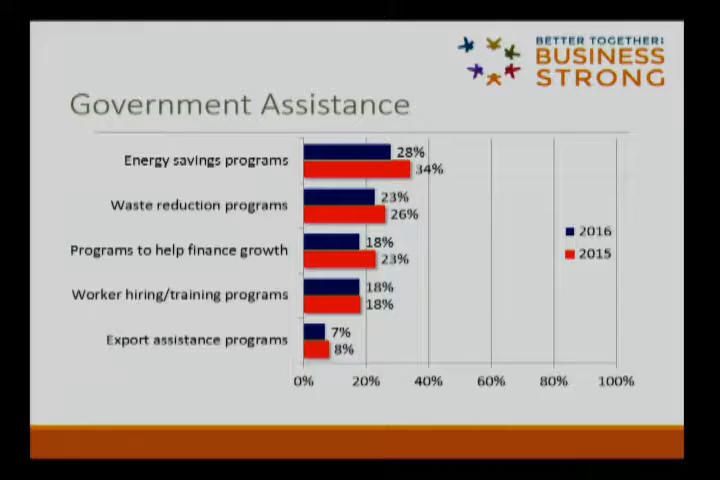 BETTER TOGETHER:
BUSINESS
STRONG
Government Assistance
Energy savings programs
28%
34%
Waste reduction programs
23%
26%
Programs to help finance growth
18%
23%
Worker hiring/training programs
18%
18%
Export assistance programs
7%
8%
2016
2015
0% 20% 40% 60% 80% 100%